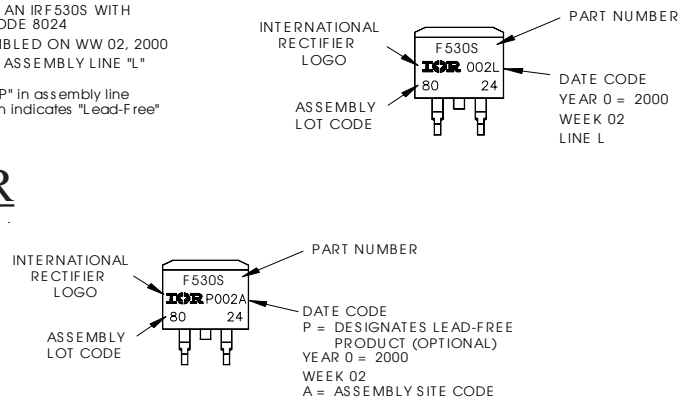 AN IRF530S WITH
ODE 8024
BLED ON WW 02, 2000
ASSEMBLY LINE "L"
P" in assembly line
n indicates "Lead-Free"
INTERNATIONAL
RECTIFIER
LOGO
ASSEMBLY
LOT CODE
F530S
IOR 002L
80 24
PART NUMBER
DATE CODE
YEAR 0 = 2000
WEEK 02
LINE L
R
INTERNATIONAL
RECTIFIER
LOGO
ASSEMBLY
LOT CODE
F530S
IOR P002A
80 24
PART NUMBER
DATE CODE
P = DESIGNATES LEAD-FREE
PRODUCT (OPTIONAL)
YEAR 0 = 2000
WEEK 02
A = ASSEMBLY SITE CODE